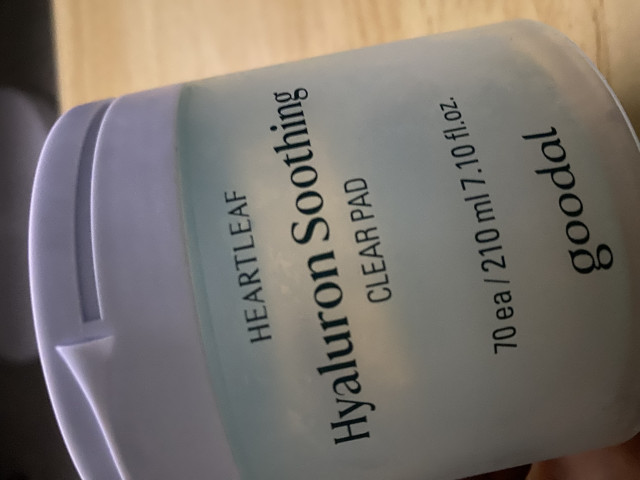 HEARTLEAF
Hyaluron Soothing
CLEAR PAD
70 ea / 210 ml 7.10 fl.oz.
goodal